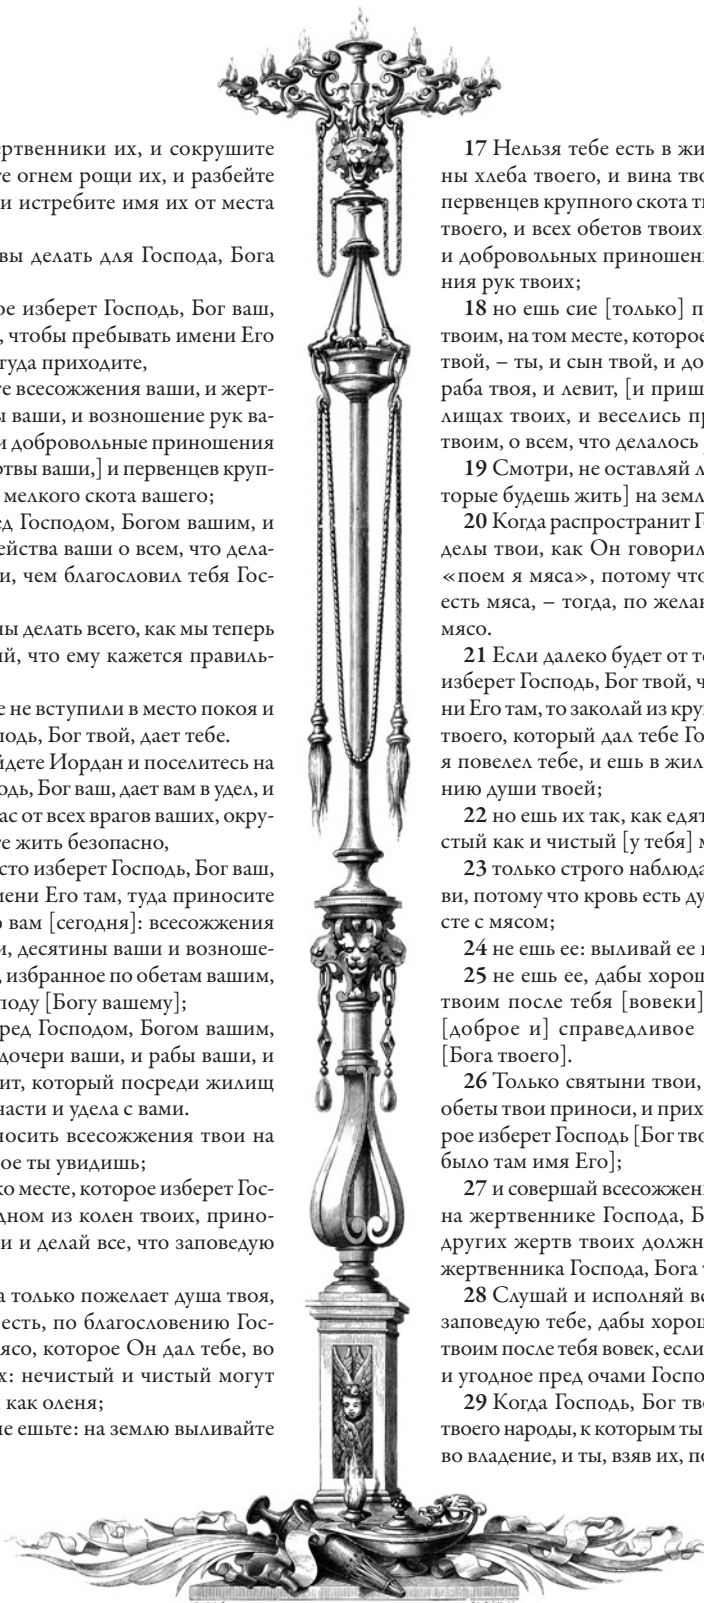 ртвенники их, и сокрушите
е огнем рощи их, и разбейте
и истребите имя их от места
вы делать для Господа, Бога
ое изберет Господь, Бог ваш,
, чтобы пребывать имени Его
туда приходите,
те всесожжения ваши, и жерт-
ы ваши, и возношение рук ва-
и добровольные приношения
ртвы ваши,] и первенцев круп-
мелкого скота вашего;
ед Господом, Богом вашим, и
ейства ваши о всем, что дела-
и, чем благословил тебя Гос-
ны делать всего, как мы теперь
ий, что ему кажется правиль-
е не вступили в место покоя и
подь, Бог твой, дает тебе.
йдете Иордан и поселитесь на
одь, Бог ваш, дает вам в удел, и
ас от всех врагов ваших, окру-
те жить безопасно,
сто изберет Господь, Бог ваш,
мени Его там, туда приносите
ю вам [сегодня]: всесожжения
и, десятины ваши и возноше-
, избранное по обетам вашим,
споду [Богу вашему];
ред Господом, Богом вашим,
дочери ваши, и рабы ваши, и
ит, который посреди жилищ
части и удела с вами.
носить всесожжения твои на
рое ты увидишь;
ко месте, которое изберет Гос-
дном из колен твоих, прино-
и и делай все, что заповедую
а только пожелает душа твоя,
есть, по благословению Гос-
ясо, которое Он дал тебе, во
х: нечистый и чистый могут
как оленя;
не ешьте: на землю выливайте
17 Нельзя тебе есть в жи
ны хлеба твоего, и вина тво
первенцев крупного скота т
твоего, и всех обетов твоих,
и добровольных приношени
ния рук твоих;
18 но ешь сие [только] п
твоим, на том месте, которое
твой, – ты, и сын твой, и до
раба твоя, и левит, [и приш
лищах твоих, и веселись пр
твоим, о всем, что делалось
19 Смотри, не оставляй л
торые будешь жить] на земл
20 Когда распространит Г
делы твои, как Он говорил
«поем я мяса», потому что
есть мяса, – тогда, по желан
мясо.
21 Если далеко будет от т
изберет Господь, Бог твой, ч
ни Его там, то заколай из кру
твоего, который дал тебе Го
я повелел тебе, и ешь в жил
нию души твоей;
22 но ешь их так, как едят
стый как и чистый [у тебя] м
23 только строго наблюда
ви, потому что кровь есть ду
сте с мясом;
24 не ешь ее: выливай ее
25 не ешь ее, дабы хорош
твоим после тебя [вовеки]
[доброе и] справедливое
[Бога твоего].
26 Только святыни твои,
обеты твои приноси, и прих
рое изберет Господь [Бог тво
было там имя Его];
27 и совершай всесожжени
на жертвеннике Господа, Б
других жертв твоих должн
жертвенника Господа, Бога т
28 Слушай и исполняй вс
заповедую тебе, дабы хорош
твоим после тебя вовек, если
и угодное пред очами Госпо
29 Когда Господь, Бог тво
твоего народы, к которым ты
во владение, и ты, взяв их, по